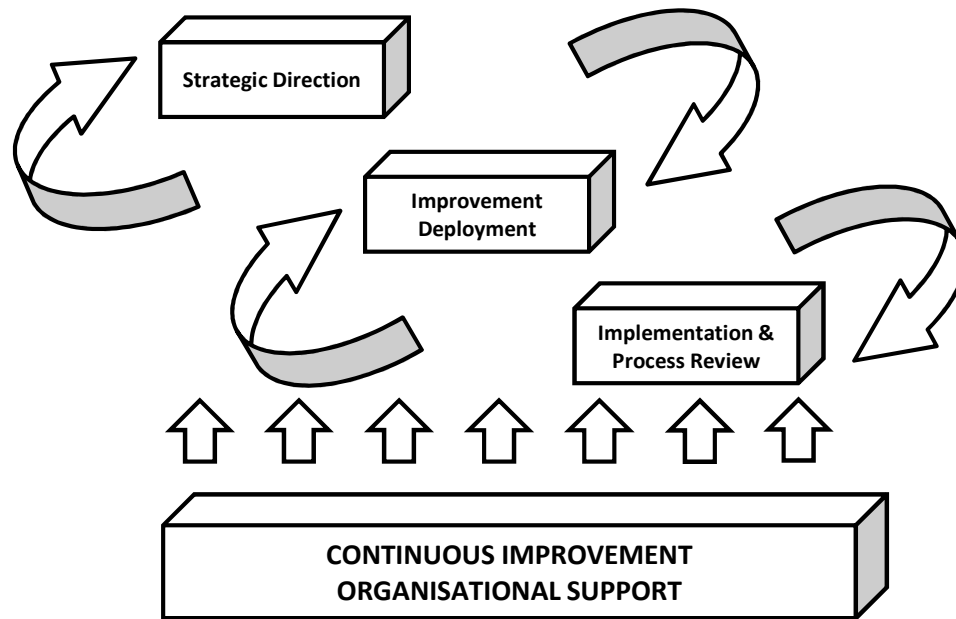 Strategic Direction
Improvement
Deployment
Implementation &
Process Review
CONTINUOUS IMPROVEMENT
ORGANISATIONAL SUPPORT